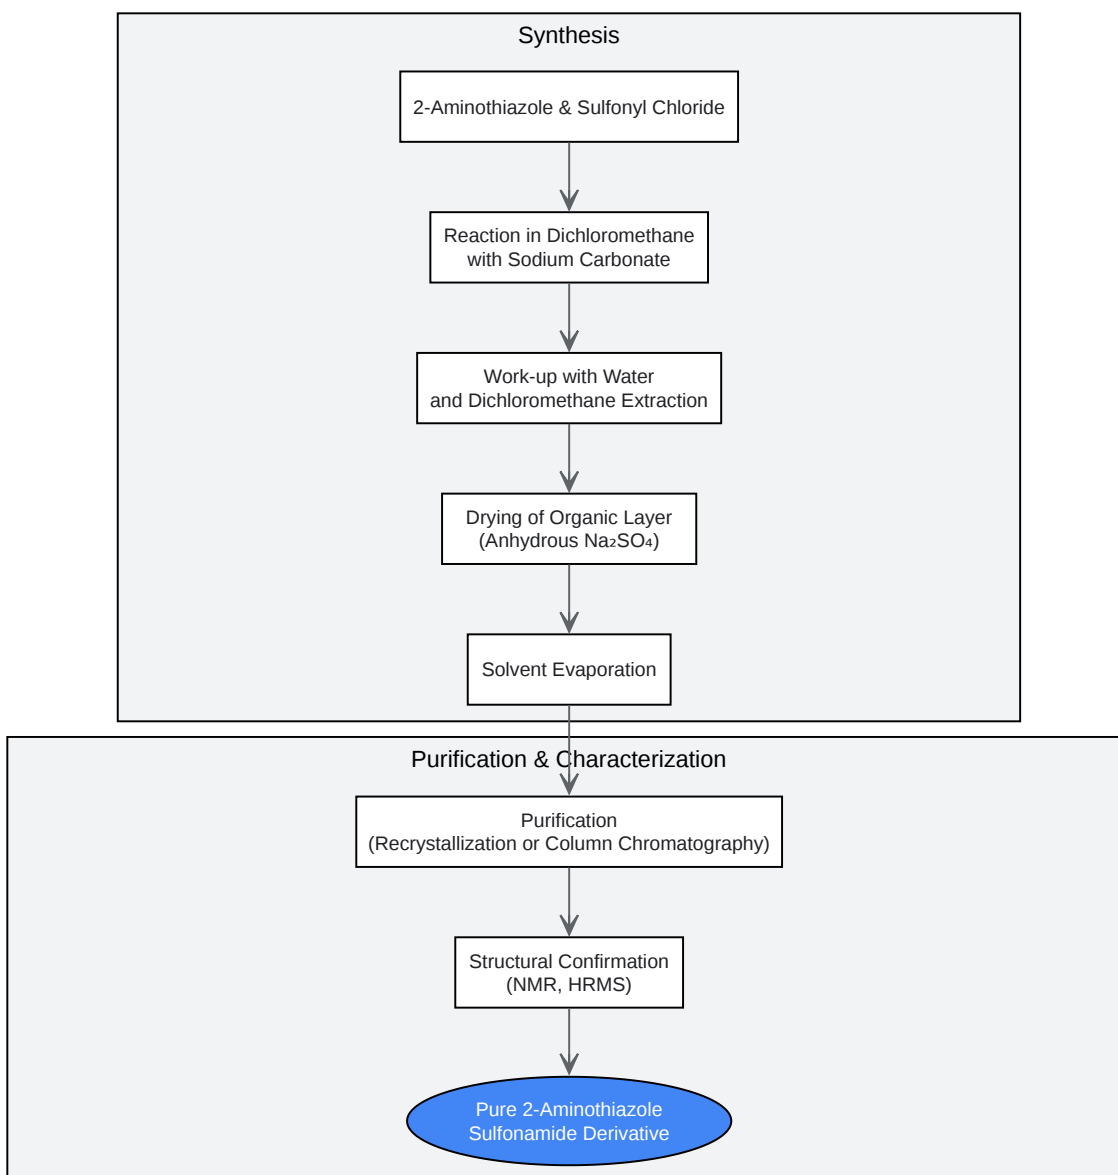 Synthesis
2-Aminothiazole & Sulfonyl Chloride
Reaction in Dichloromethane
with Sodium Carbonate
Work-up with Water
and Dichloromethane Extraction
Drying of Organic Layer
(Anhydrous Na₂SO₄)
Solvent Evaporation
Purification & Characterization
Purification
(Recrystallization or Column Chromatography)
Structural Confirmation
(NMR, HRMS)
Pure 2-Aminothiazole
Sulfonamide Derivative